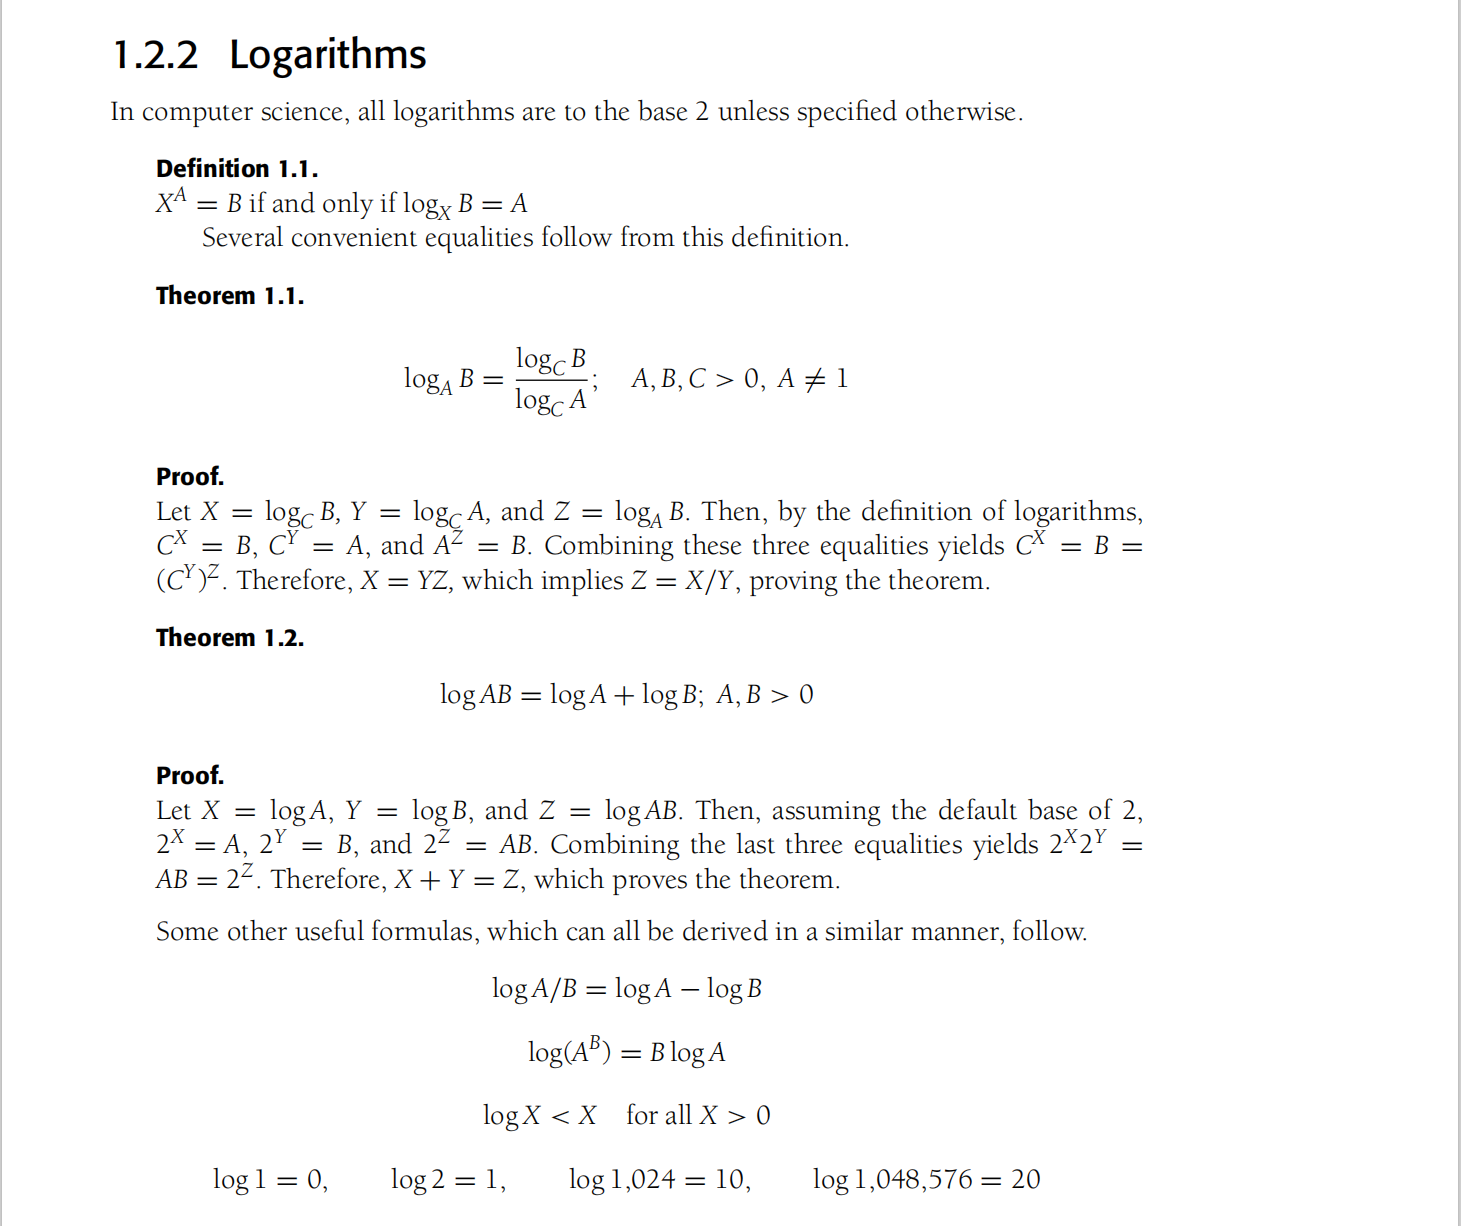 1.2.2 Logarithms
In computer science, all logarithms are to the base 2 unless specified otherwise.
Definition 1.1.
X^A = B if and only if log_X B = A
Several convenient equalities follow from this definition.
Theorem 1.1.
log_A B = log_C B / log_C A; A, B, C > 0, A ≠ 1
Proof.
Let X = log_C B, Y = log_C A, and Z = log_A B. Then, by the definition of logarithms,
C^X = B, C^Y = A, and A^Z = B. Combining these three equalities yields C^X = B =
(C^Y)^Z. Therefore, X = YZ, which implies Z = X/Y, proving the theorem.
Theorem 1.2.
log AB = log A + log B; A, B > 0
Proof.
Let X = log A, Y = log B, and Z = log AB. Then, assuming the default base of 2,
2^X = A, 2^Y = B, and 2^Z = AB. Combining the last three equalities yields 2^X 2^Y =
AB = 2^Z. Therefore, X + Y = Z, which proves the theorem.
Some other useful formulas, which can all be derived in a similar manner, follow.
log A/B = log A − log B
log(A^B) = B log A
log X < X for all X > 0
log 1 = 0, log 2 = 1, log 1,024 = 10, log 1,048,576 = 20